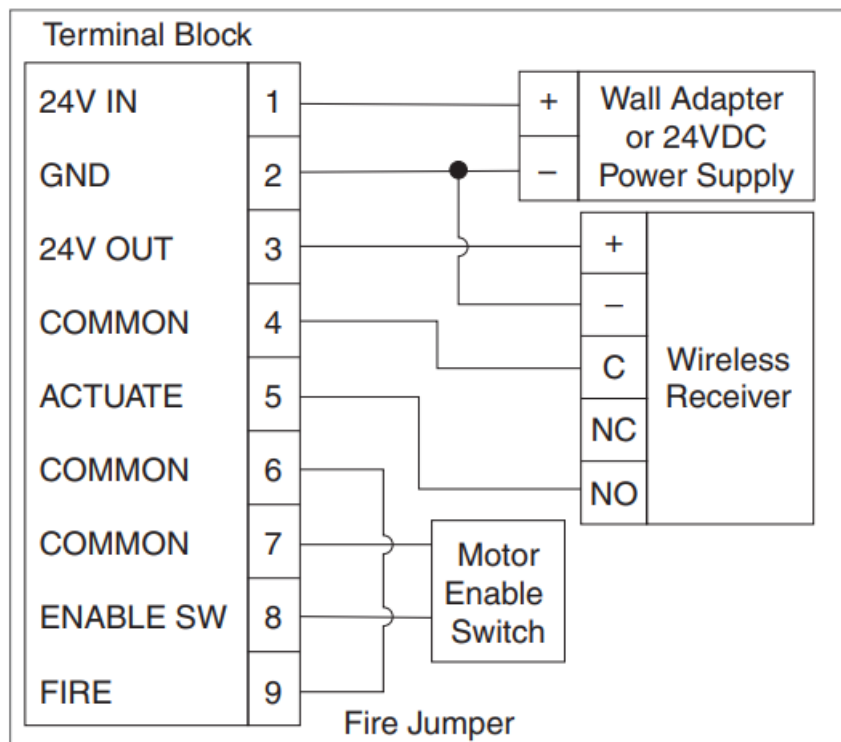 Terminal Block
24V IN 1
GND 2
24V OUT 3
COMMON 4
ACTUATE 5
COMMON 6
COMMON 7
ENABLE SW 8
FIRE 9
+ Wall Adapter
or 24VDC
– Power Supply
+
–
C
NC
NO
Wireless
Receiver
Motor
Enable
Switch
Fire Jumper